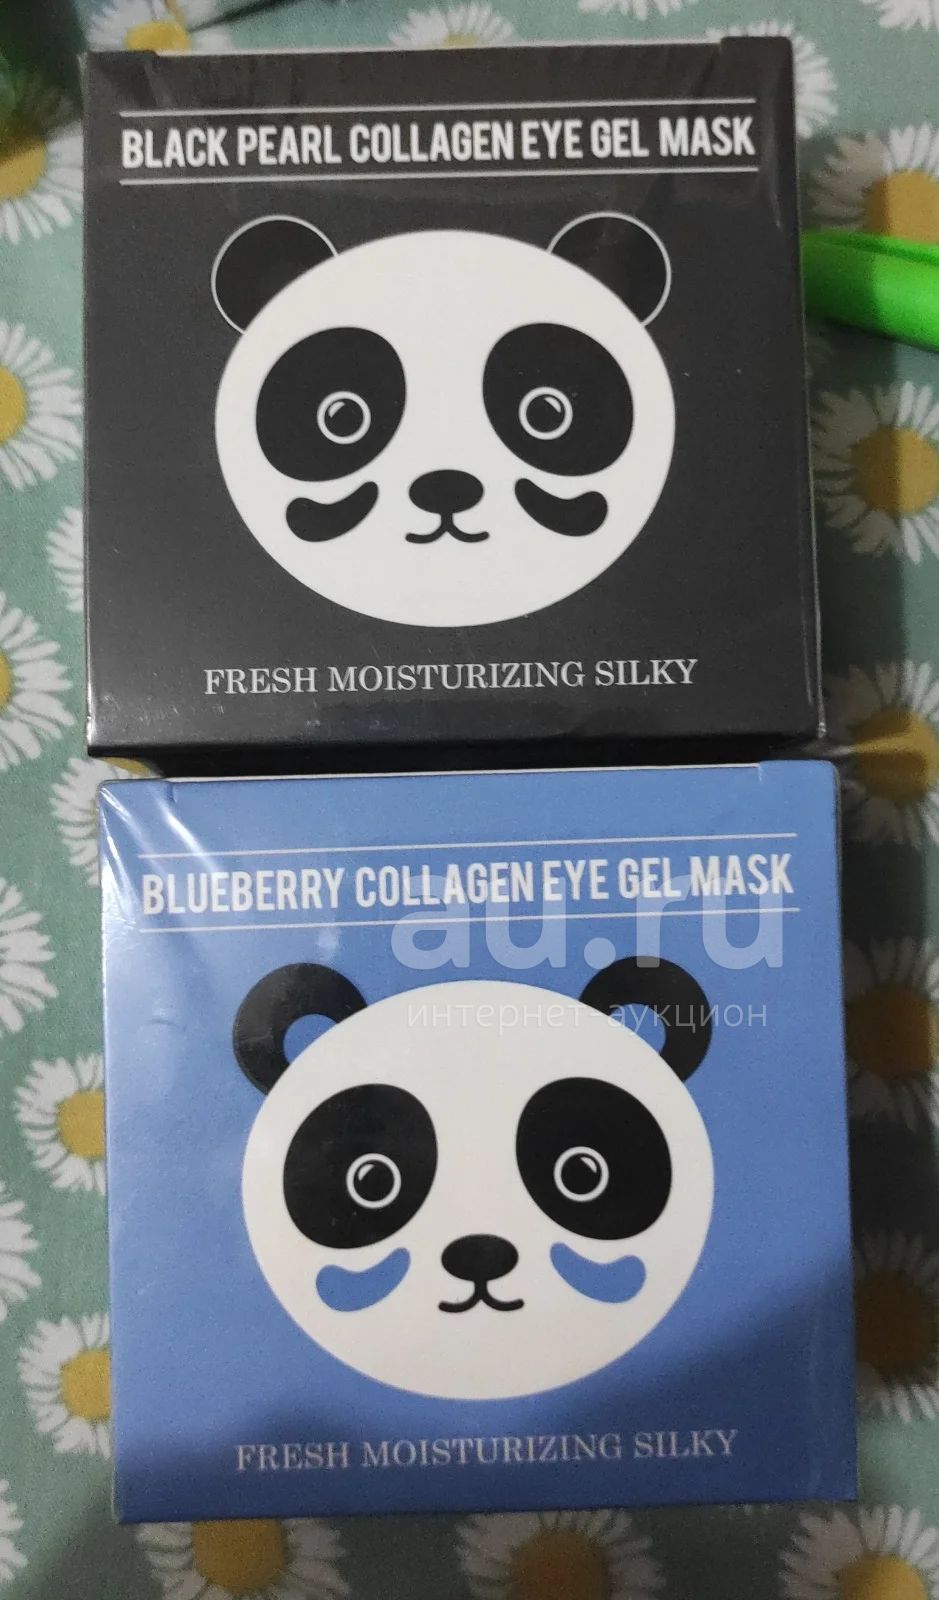 BLACK PEARL COLLAGEN EYE GEL MASK
FRESH MOISTURIZING SILKY
BLUEBERRY COLLAGEN EYE GEL MASK
au.ru
интернет-аукцион
FRESH MOISTURIZING SILKY